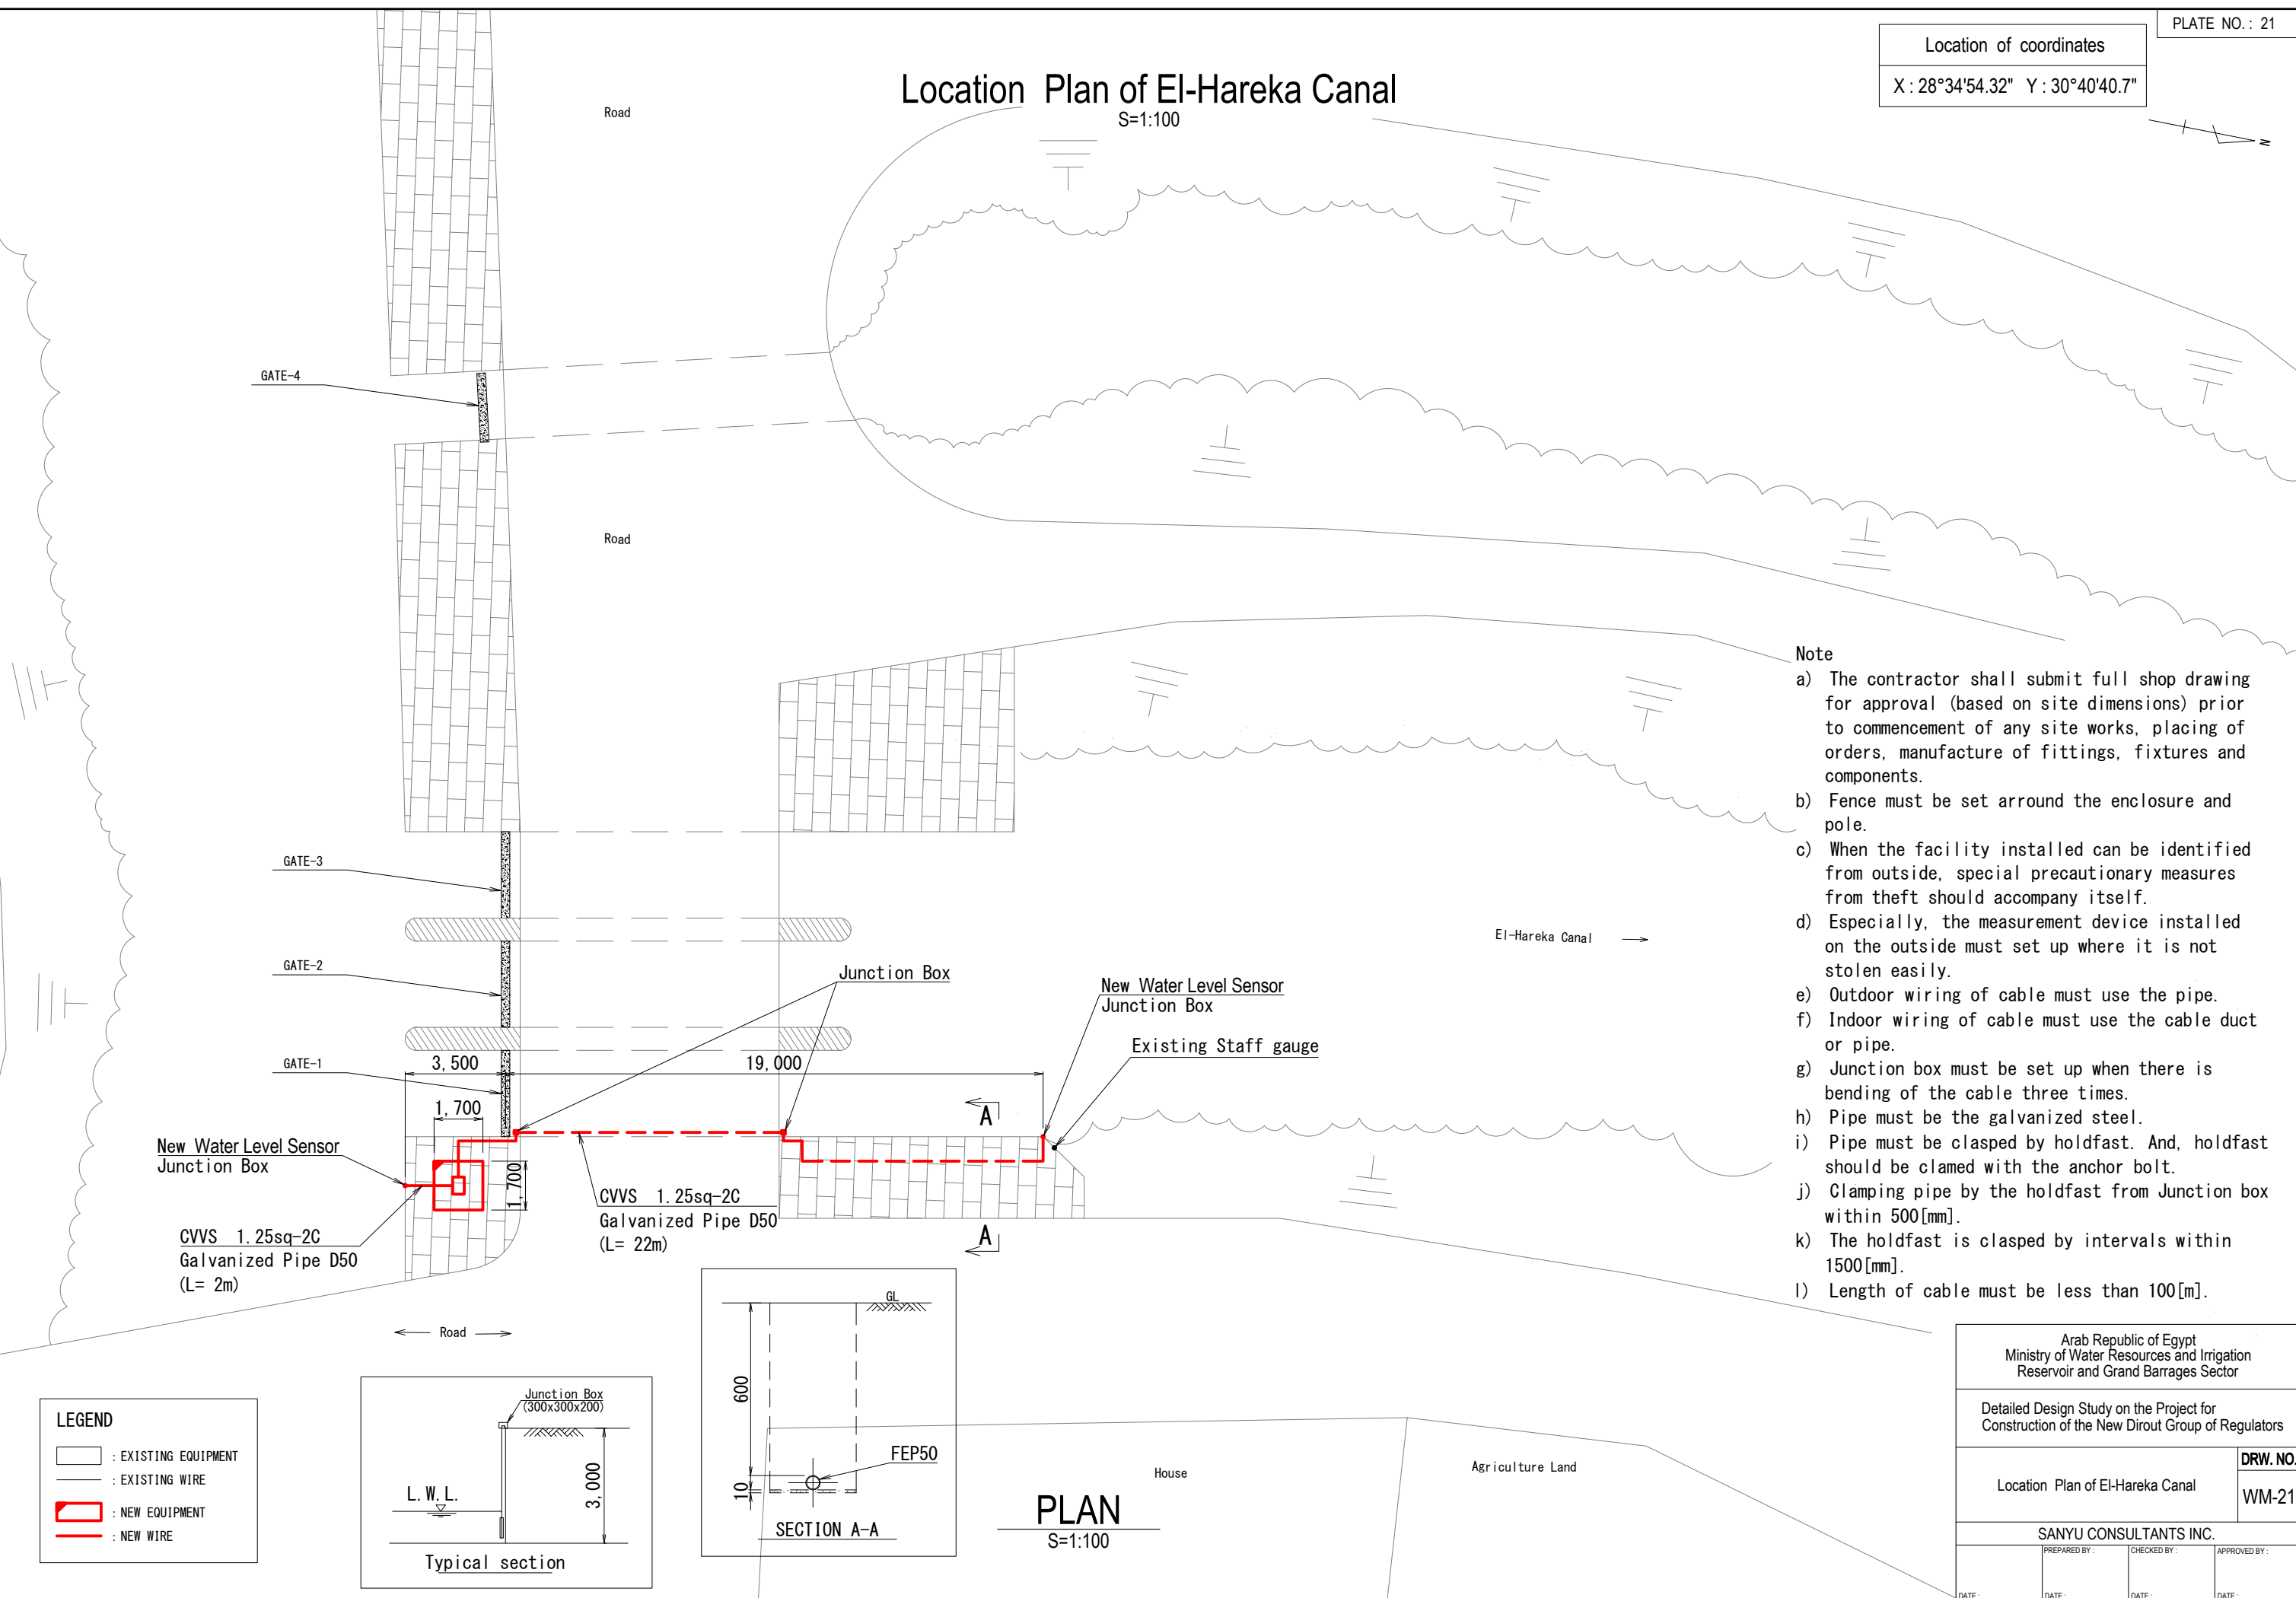 PLATE NO. : 21
Location of coordinates
X : 28°34'54.32" Y : 30°40'40.7"
Location Plan of El-Hareka Canal
S=1:100
N
Road
GATE-4
Road
Note
a) The contractor shall submit full shop drawing
for approval (based on site dimensions) prior
to commencement of any site works, placing of
orders, manufacture of fittings, fixtures and
components.
b) Fence must be set arround the enclosure and
pole.
c) When the facility installed can be identified
from outside, special precautionary measures
from theft should accompany itself.
d) Especially, the measurement device installed
on the outside must set up where it is not
stolen easily.
e) Outdoor wiring of cable must use the pipe.
f) Indoor wiring of cable must use the cable duct
or pipe.
g) Junction box must be set up when there is
bending of the cable three times.
h) Pipe must be the galvanized steel.
i) Pipe must be clasped by holdfast. And, holdfast
should be clamed with the anchor bolt.
j) Clamping pipe by the holdfast from Junction box
within 500[mm].
k) The holdfast is clasped by intervals within
1500[mm].
l) Length of cable must be less than 100[m].
GATE-3
El-Hareka Canal
GATE-2
Junction Box
New Water Level Sensor
Junction Box
Existing Staff gauge
GATE-1
3,500
19,000
1,700
A
New Water Level Sensor
Junction Box
1,700
CVVS 1.25sq-2C
Galvanized Pipe D50
(L= 22m)
A
CVVS 1.25sq-2C
Galvanized Pipe D50
(L= 2m)
Road
LEGEND
: EXISTING EQUIPMENT
: EXISTING WIRE
: NEW EQUIPMENT
: NEW WIRE
Junction Box
(300x300x200)
L.W.L.
3,000
Typical section
GL
600
FEP50
10
SECTION A-A
House
Agriculture Land
PLAN
S=1:100
Arab Republic of Egypt
Ministry of Water Resources and Irrigation
Reservoir and Grand Barrages Sector
Detailed Design Study on the Project for
Construction of the New Dirout Group of Regulators
Location Plan of El-Hareka Canal
DRW. NO.
WM-21
SANYU CONSULTANTS INC.
PREPARED BY :
CHECKED BY :
APPROVED BY :
DATE :
DATE :
DATE :
DATE :